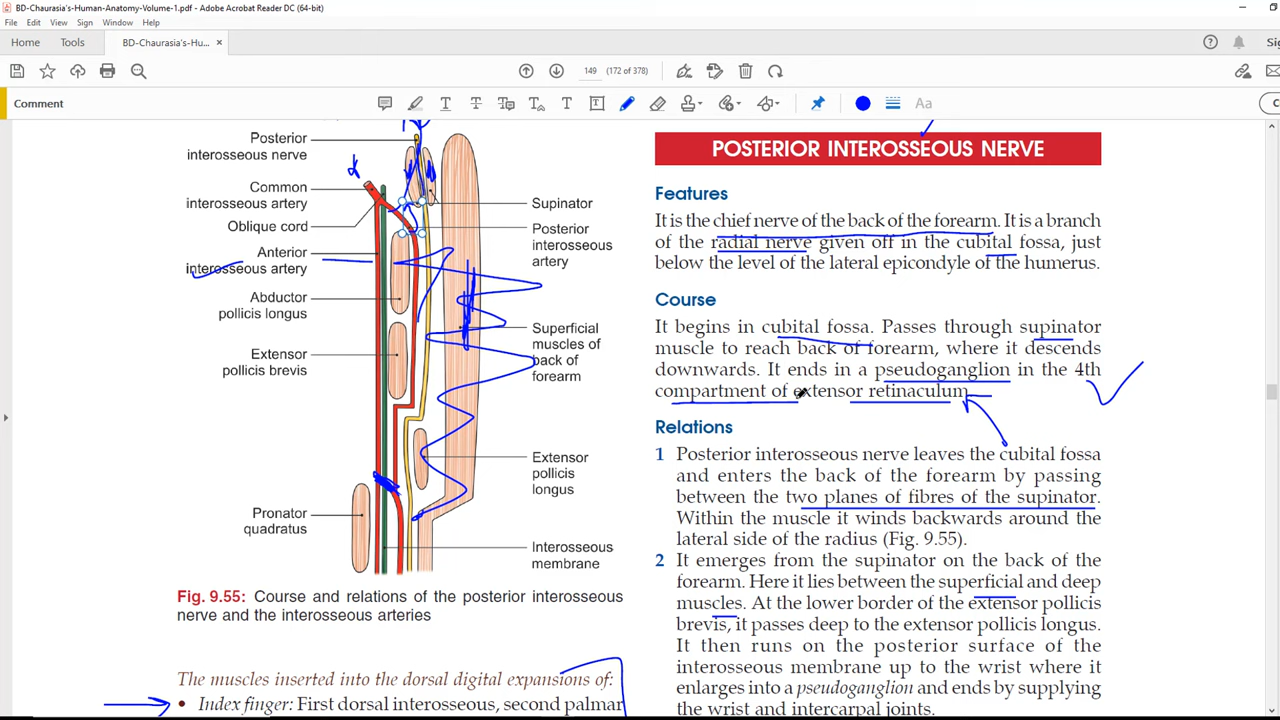 BD-Chaurasia's-Human-Anatomy-Volume-1.pdf - Adobe Acrobat Reader DC (64-bit)
File Edit View Sign Window Help
Home Tools BD-Chaurasia's-Hu... ×
149 (172 of 378)
Comment
Aa
Posterior
interosseous nerve
Common
interosseous artery
Oblique cord
Anterior
interosseous artery
Abductor
pollicis longus
Extensor
pollicis brevis
Pronator
quadratus
Supinator
Posterior
interosseous
artery
Superficial
muscles of
back of
forearm
Extensor
pollicis
longus
Interosseous
membrane
Fig. 9.55: Course and relations of the posterior interosseous
nerve and the interosseous arteries
The muscles inserted into the dorsal digital expansions of:
• Index finger: First dorsal interosseous, second palmar
POSTERIOR INTEROSSEOUS NERVE
Features
It is the chief nerve of the back of the forearm. It is a branch
of the radial nerve given off in the cubital fossa, just
below the level of the lateral epicondyle of the humerus.
Course
It begins in cubital fossa. Passes through supinator
muscle to reach back of forearm, where it descends
downwards. It ends in a pseudoganglion in the 4th
compartment of extensor retinaculum
Relations
1 Posterior interosseous nerve leaves the cubital fossa
and enters the back of the forearm by passing
between the two planes of fibres of the supinator.
Within the muscle it winds backwards around the
lateral side of the radius (Fig. 9.55).
2 It emerges from the supinator on the back of the
forearm. Here it lies between the superficial and deep
muscles. At the lower border of the extensor pollicis
brevis, it passes deep to the extensor pollicis longus.
It then runs on the posterior surface of the
interosseous membrane up to the wrist where it
enlarges into a pseudoganglion and ends by supplying
the wrist and intercarpal joints.